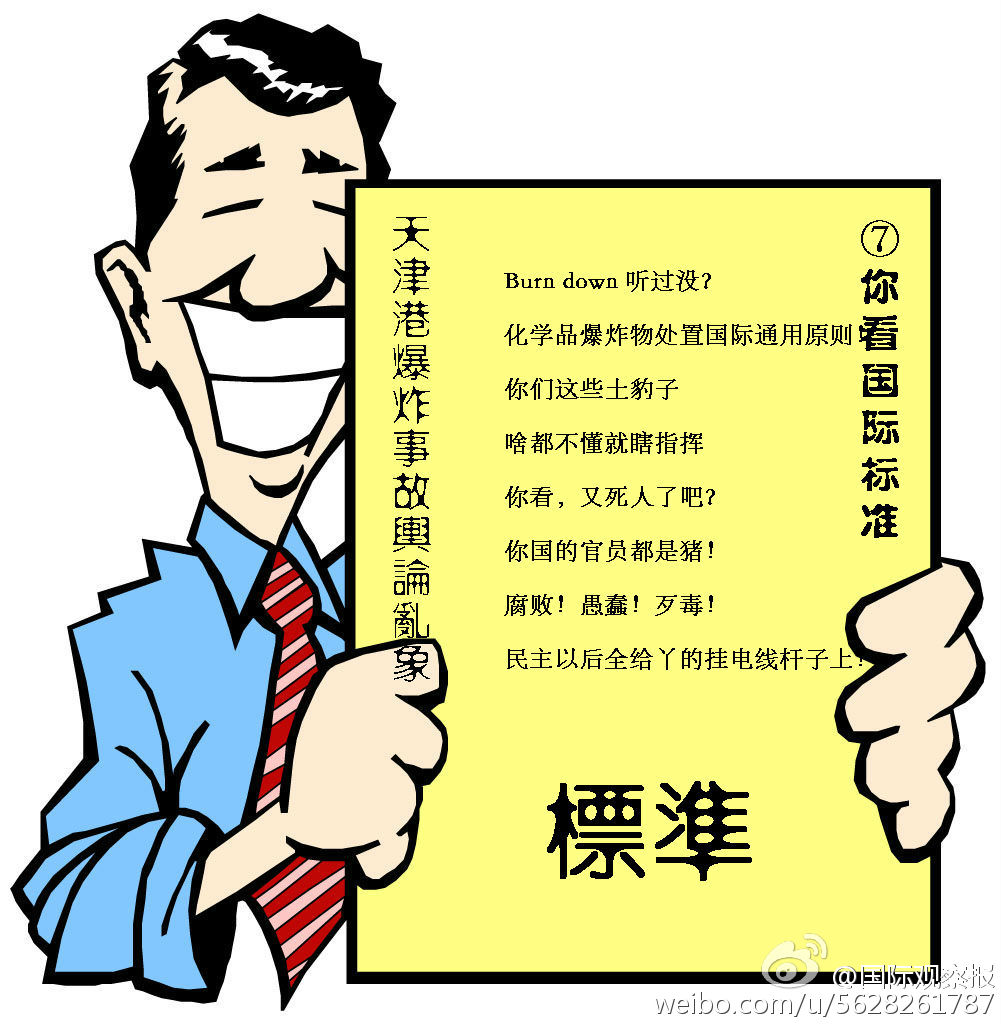 天津港爆炸事故輿論亂象
⑦你看国际标准
Burn down 听过没？
化学品爆炸物处置国际通用原则！
你们这些土豹子
啥都不懂就瞎指挥
你看，又死人了吧？
你国的官员都是猪！
腐败！愚蠢！歹毒！
民主以后全给丫的挂电线杆子上！
標準
@国际观察报
weibo.com/u/5628261787